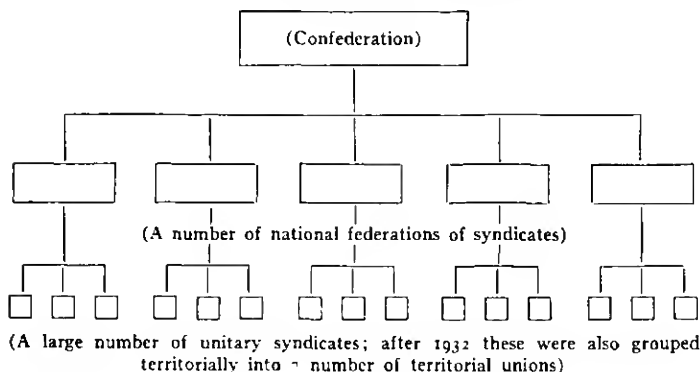 (Confederation)
(A number of national federations of syndicates)
(A large number of unitary syndicates; after 1932 these were also grouped
territorially into number of territorial unions)